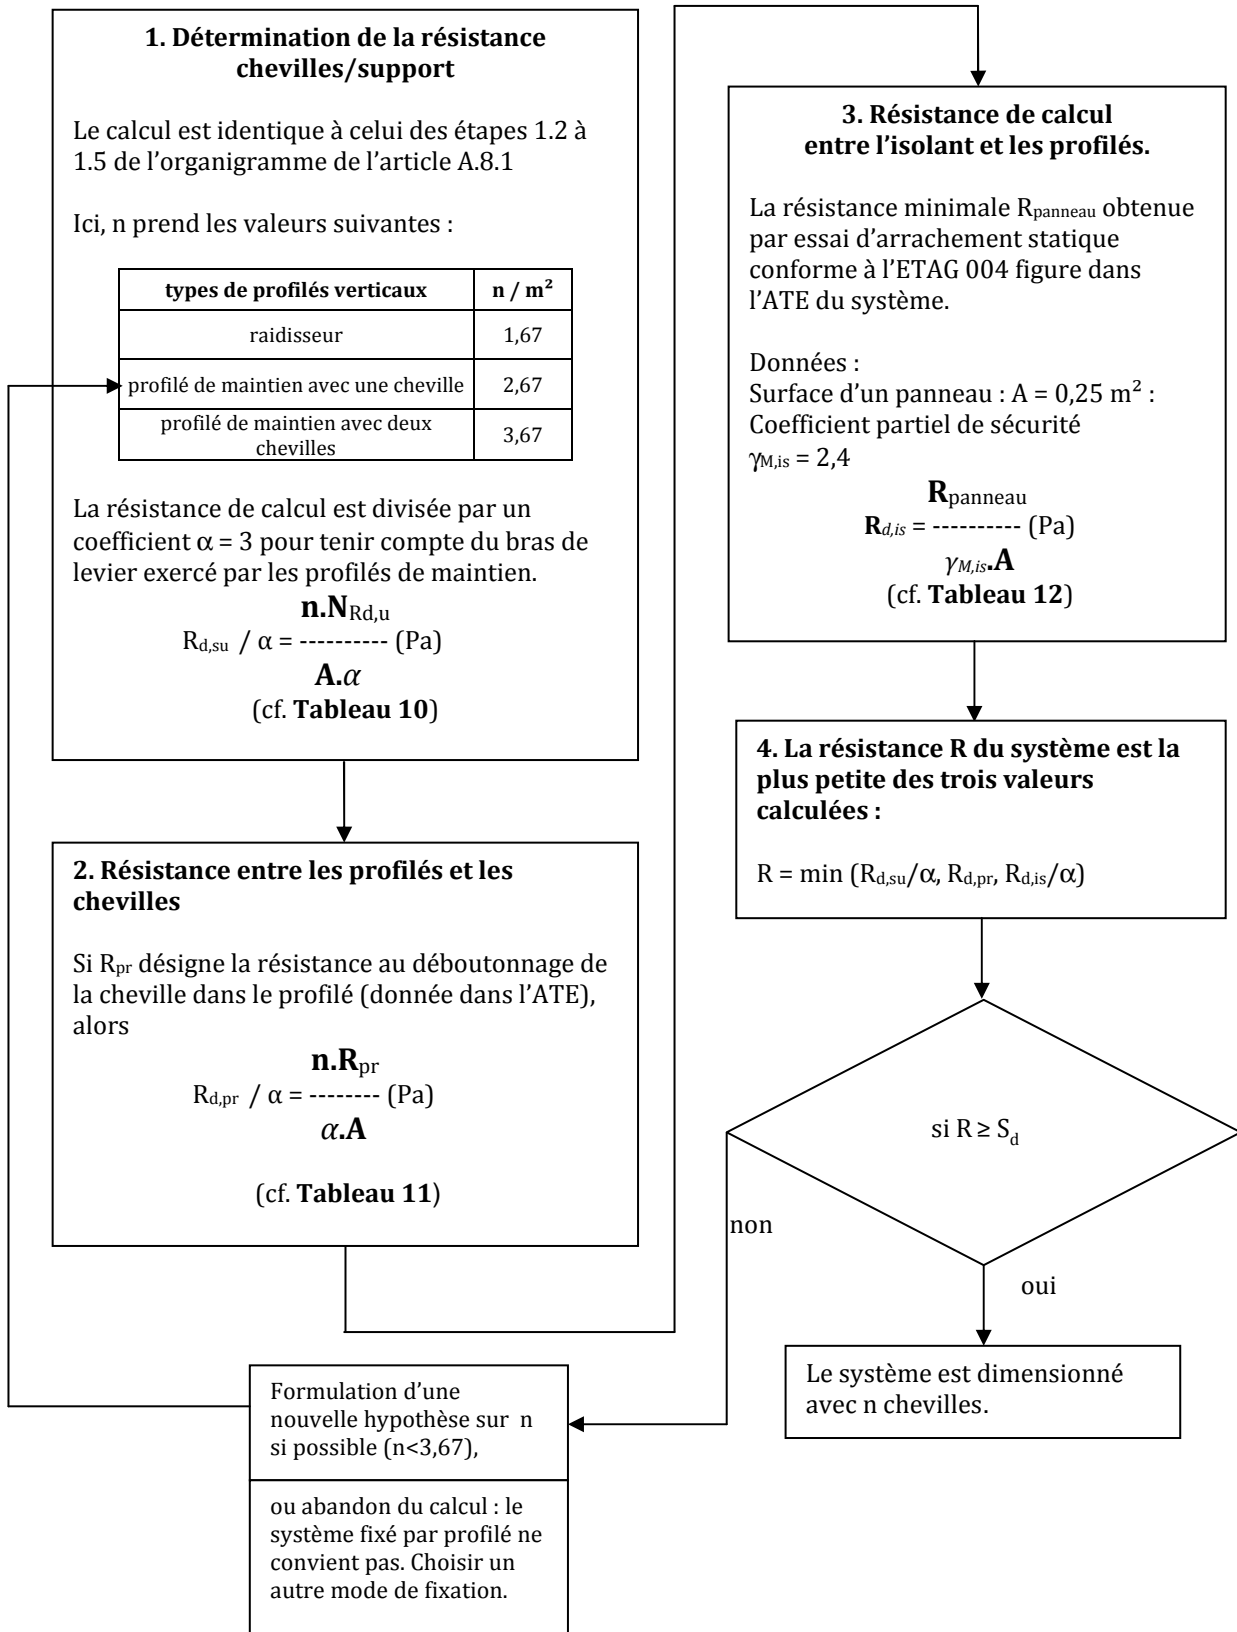 1. Détermination de la résistance
chevilles/support
Le calcul est identique à celui des étapes 1.2 à
1.5 de l’organigramme de l’article A.8.1
Ici, n prend les valeurs suivantes :
types de profilés verticaux n / m²
raidisseur 1,67
profilé de maintien avec une cheville 2,67
profilé de maintien avec deux
chevilles 3,67
La résistance de calcul est divisée par un
coefficient α = 3 pour tenir compte du bras de
levier exercé par les profilés de maintien.
n.NRd,u
Rd,su / α = ---------- (Pa)
A.α
(cf. Tableau 10)
2. Résistance entre les profilés et les
chevilles
Si Rpr désigne la résistance au déboutonnage de
la cheville dans le profilé (donnée dans l’ATE),
alors
n.Rpr
Rd,pr / α = -------- (Pa)
α.A
(cf. Tableau 11)
3. Résistance de calcul
entre l’isolant et les profilés.
La résistance minimale Rpanneau obtenue
par essai d’arrachement statique
conforme à l’ETAG 004 figure dans
l’ATE du système.
Données :
Surface d’un panneau : A = 0,25 m² :
Coefficient partiel de sécurité
γM,is = 2,4
Rpanneau
Rd,is = ---------- (Pa)
γM,is.A
(cf. Tableau 12)
4. La résistance R du système est la
plus petite des trois valeurs
calculées :
R = min (Rd,su/α, Rd,pr, Rd,is/α)
si R ≥ Sd
non
oui
Le système est dimensionné
avec n chevilles.
Formulation d’une
nouvelle hypothèse sur n
si possible (n<3,67),
ou abandon du calcul : le
système fixé par profilé ne
convient pas. Choisir un
autre mode de fixation.